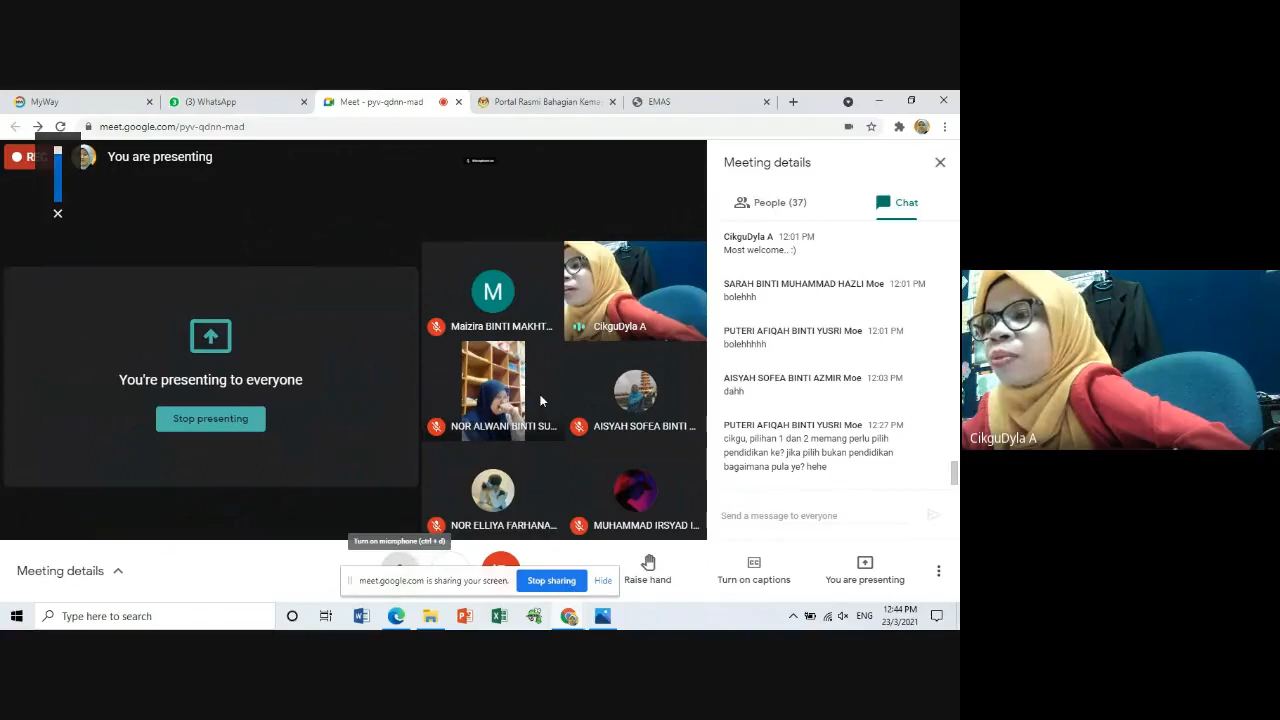 MyWay
(3) WhatsApp
Meet - pyv-qdnn-mad
Portal Rasmi Bahagian Kema
EMAS
meet.google.com/pyv-qdnn-mad
You are presenting
You're presenting to everyone
Stop presenting
M
Maizira BINTI MAKHT...
CikguDyla A
NOR ALWANI BINTI SU...
AISYAH SOFEA BINTI ...
NOR ELLIYA FARHANA...
MUHAMMAD IRSYAD I...
Turn on microphone (ctrl + d)
Meeting details
People (37)
Chat
CikguDyla A 12:01 PM
Most welcome.. :)
SARAH BINTI MUHAMMAD HAZLI Moe 12:01 PM
bolehhh
PUTERI AFIQAH BINTI YUSRI Moe 12:01 PM
bolehhhhh
AISYAH SOFEA BINTI AZMIR Moe 12:03 PM
dahh
PUTERI AFIQAH BINTI YUSRI Moe 12:27 PM
cikgu, pilihan 1 dan 2 memang perlu pilih
pendidikan ke? jika pilih bukan pendidikan
bagaimana pula ye? hehe
Send a message to everyone
Meeting details
meet.google.com is sharing your screen.
Stop sharing
Hide
Raise hand
Turn on captions
You are presenting
Type here to search
ENG
12:44 PM
23/3/2021
CikguDyla A